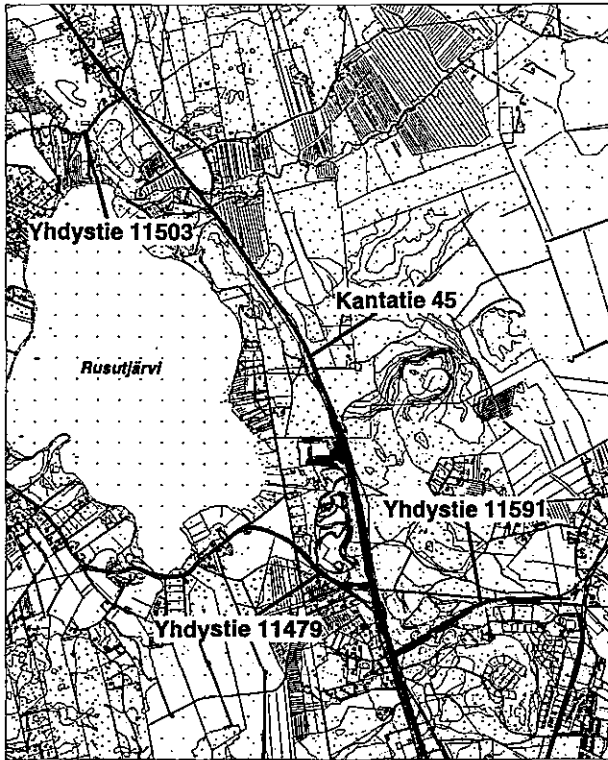 Yhdystie 11503
Kantatie 45
Rusutjärvi
Yhdystie 11591
Yhdystie 11479